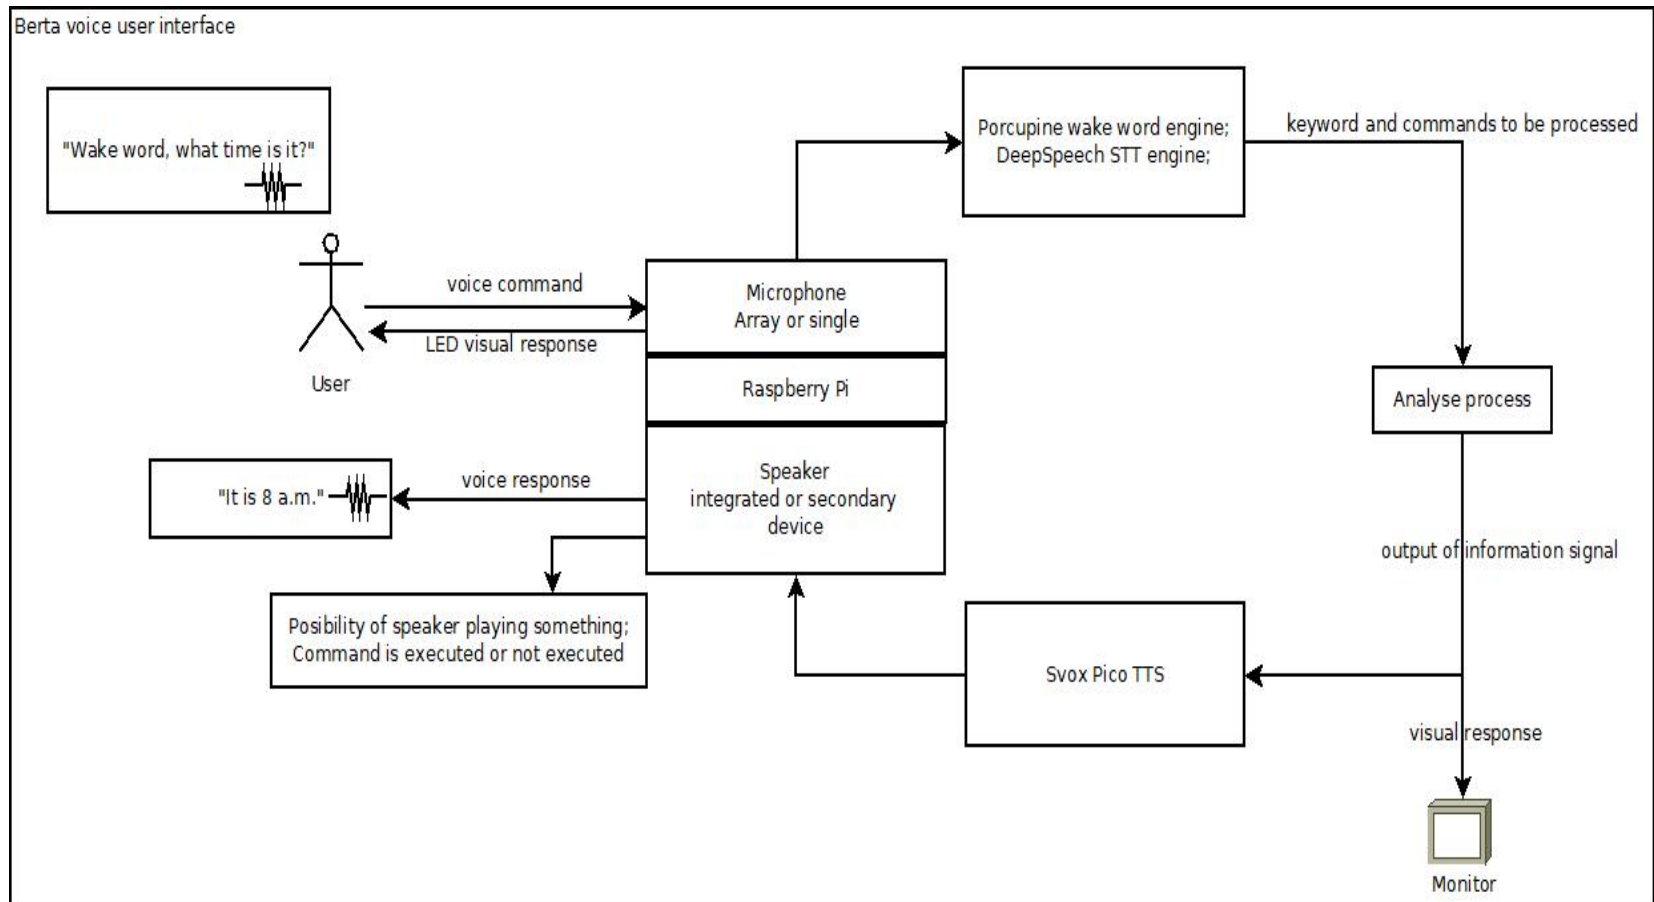 Berta voice user interface
"Wake word, what time is it?"
Porcupine wake word engine;
DeepSpeech STT engine;
keyword and commands to be processed
voice command
LED visual response
User
Microphone
Array or single
Raspberry Pi
Speaker
integrated or secondary
device
Analyse process
voice response
"It is 8 a.m."
output of information signal
Posibility of speaker playing something;
Command is executed or not executed
Svox Pico TTS
visual response
Monitor